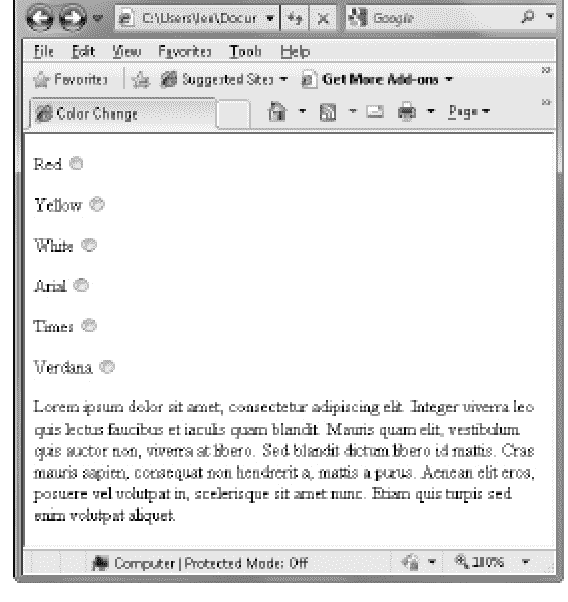 C:\Users\lea\Docur
Google
File Edit View Favorites Tools Help
Favorites Suggested Sites Get More Add-ons »
Color Change Page »
Red
Yellow
White
Arial
Times
Verdana
Lorem ipsum dolor sit amet, consectetur adipiscing elit. Integer viverra leo
quis lectus faucibus et iaculis quam blandit. Mauris quam elit, vestibulum
quis auctor non, viverra at libero. Sed blandit dictum libero id mattis. Cras
mauris sapien, consequat non hendrerit a, mattis a purus. Aenean elit eros,
posuere vel volutpat in, scelerisque sit amet nunc. Etiam quis turpis sed
enim volutpat aliquet.
Computer | Protected Mode: Off
200%